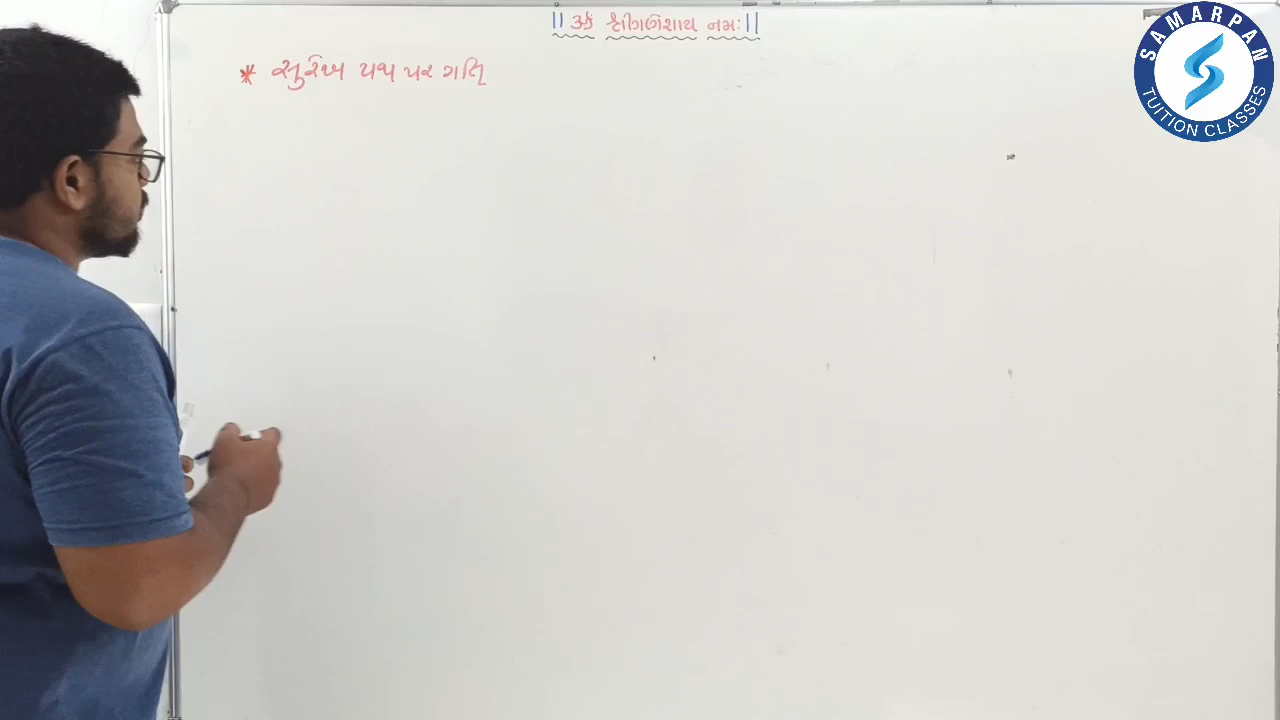 || ૐ શ્રી ગણેશાય નમઃ ||
* સુરેખ પથ પર ગતિ
SAMARPAN
TUITION CLASSES